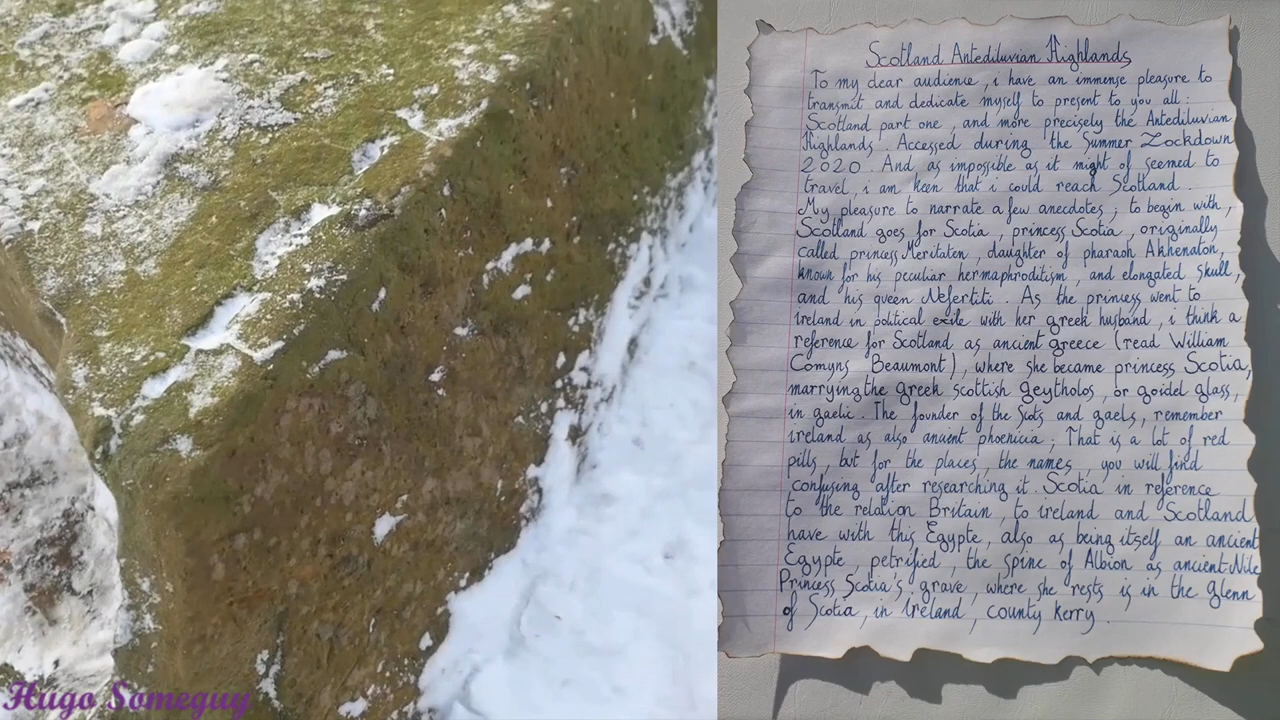 Scotland Antediluvian Highlands
To my dear audience, i have an immense pleasure to
transmit and dedicate myself to present to you all :
Scotland part one, and more precisely the Antediluvian
Highlands. Accessed during the Summer Lockdown
2020. And as impossible as it might of seemed to
travel, i am keen that i could reach Scotland.
My pleasure to narrate a few anecdotes ; to begin with,
Scotland goes for Scotia, princess Scotia, originally
called princess Meritaten, daughter of pharaoh Akhenaton,
known for his peculiar hermaphroditism, and elongated skull,
and his queen Nefertiti. As the princess went to
ireland in political exile with her greek husband, i think a
reference for Scotland as ancient greece (read William
Comyns Beaumont), where she became princess Scotia,
marrying the greek scottish geytholos, or goidel glass,
in gaelic. The founder of the Scots and gaels, remember
ireland as also ancient phoenicia ; That is a lot of red
pills, but for the places, the names, you will find
confusing after researching it. Scotia in reference
to the relation Britain, to ireland and Scotland
have with this Egypte, also as being itself an ancient
Egypte, petrified, the spine of Albion as ancient Nile
Princess Scotia's grave, where she rests is in the glenn
of Scotia, in ireland, county kerry.
Hugo Someguy